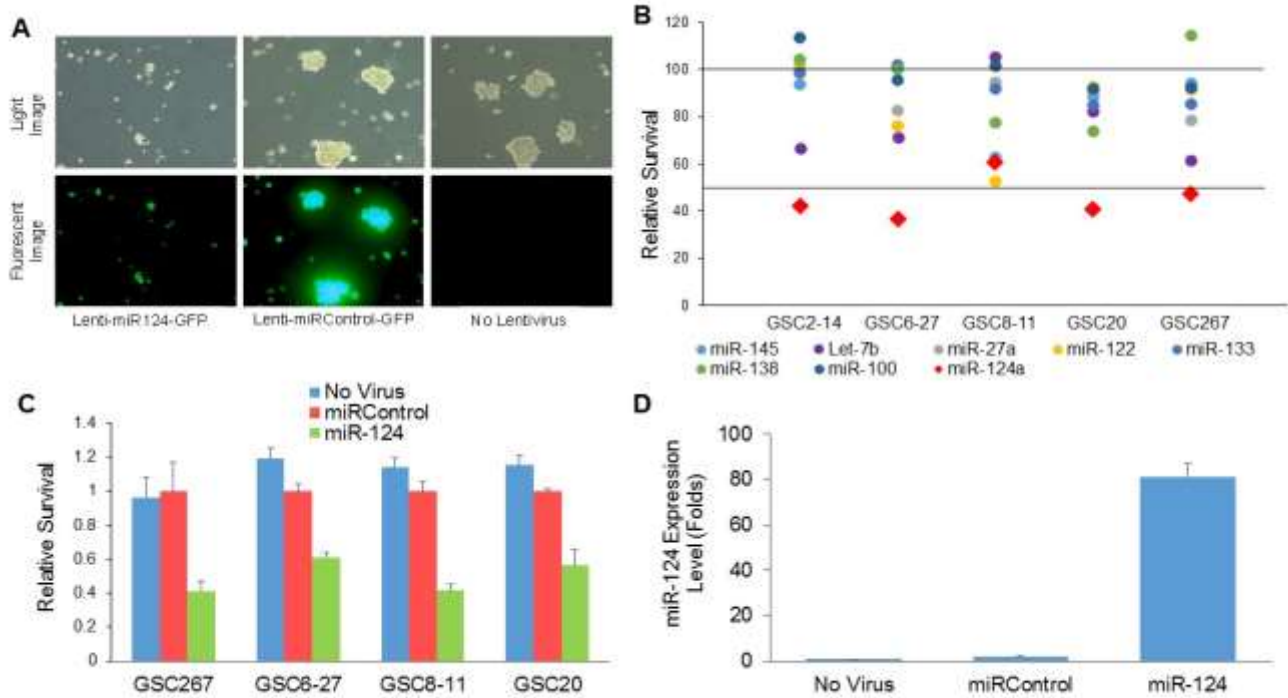 A
Light
Image
Fluorescent
Image
Lenti-miR124-GFP
Lenti-miRControl-GFP
No Lentivirus
B
Relative Survival
120
100
80
60
40
20
0
GSC2-14
GSC6-27
GSC8-11
GSC20
GSC267
miR-145
Let-7b
miR-27a
miR-122
miR-133
miR-138
miR-100
miR-124a
C
No Virus
miRControl
miR-124
Relative Survival
1.4
1.2
1
0.8
0.6
0.4
0.2
0
GSC267
GSC6-27
GSC8-11
GSC20
D
miR-124 Expression
Level (Folds)
100
80
60
40
20
0
No Virus
miRControl
miR-124